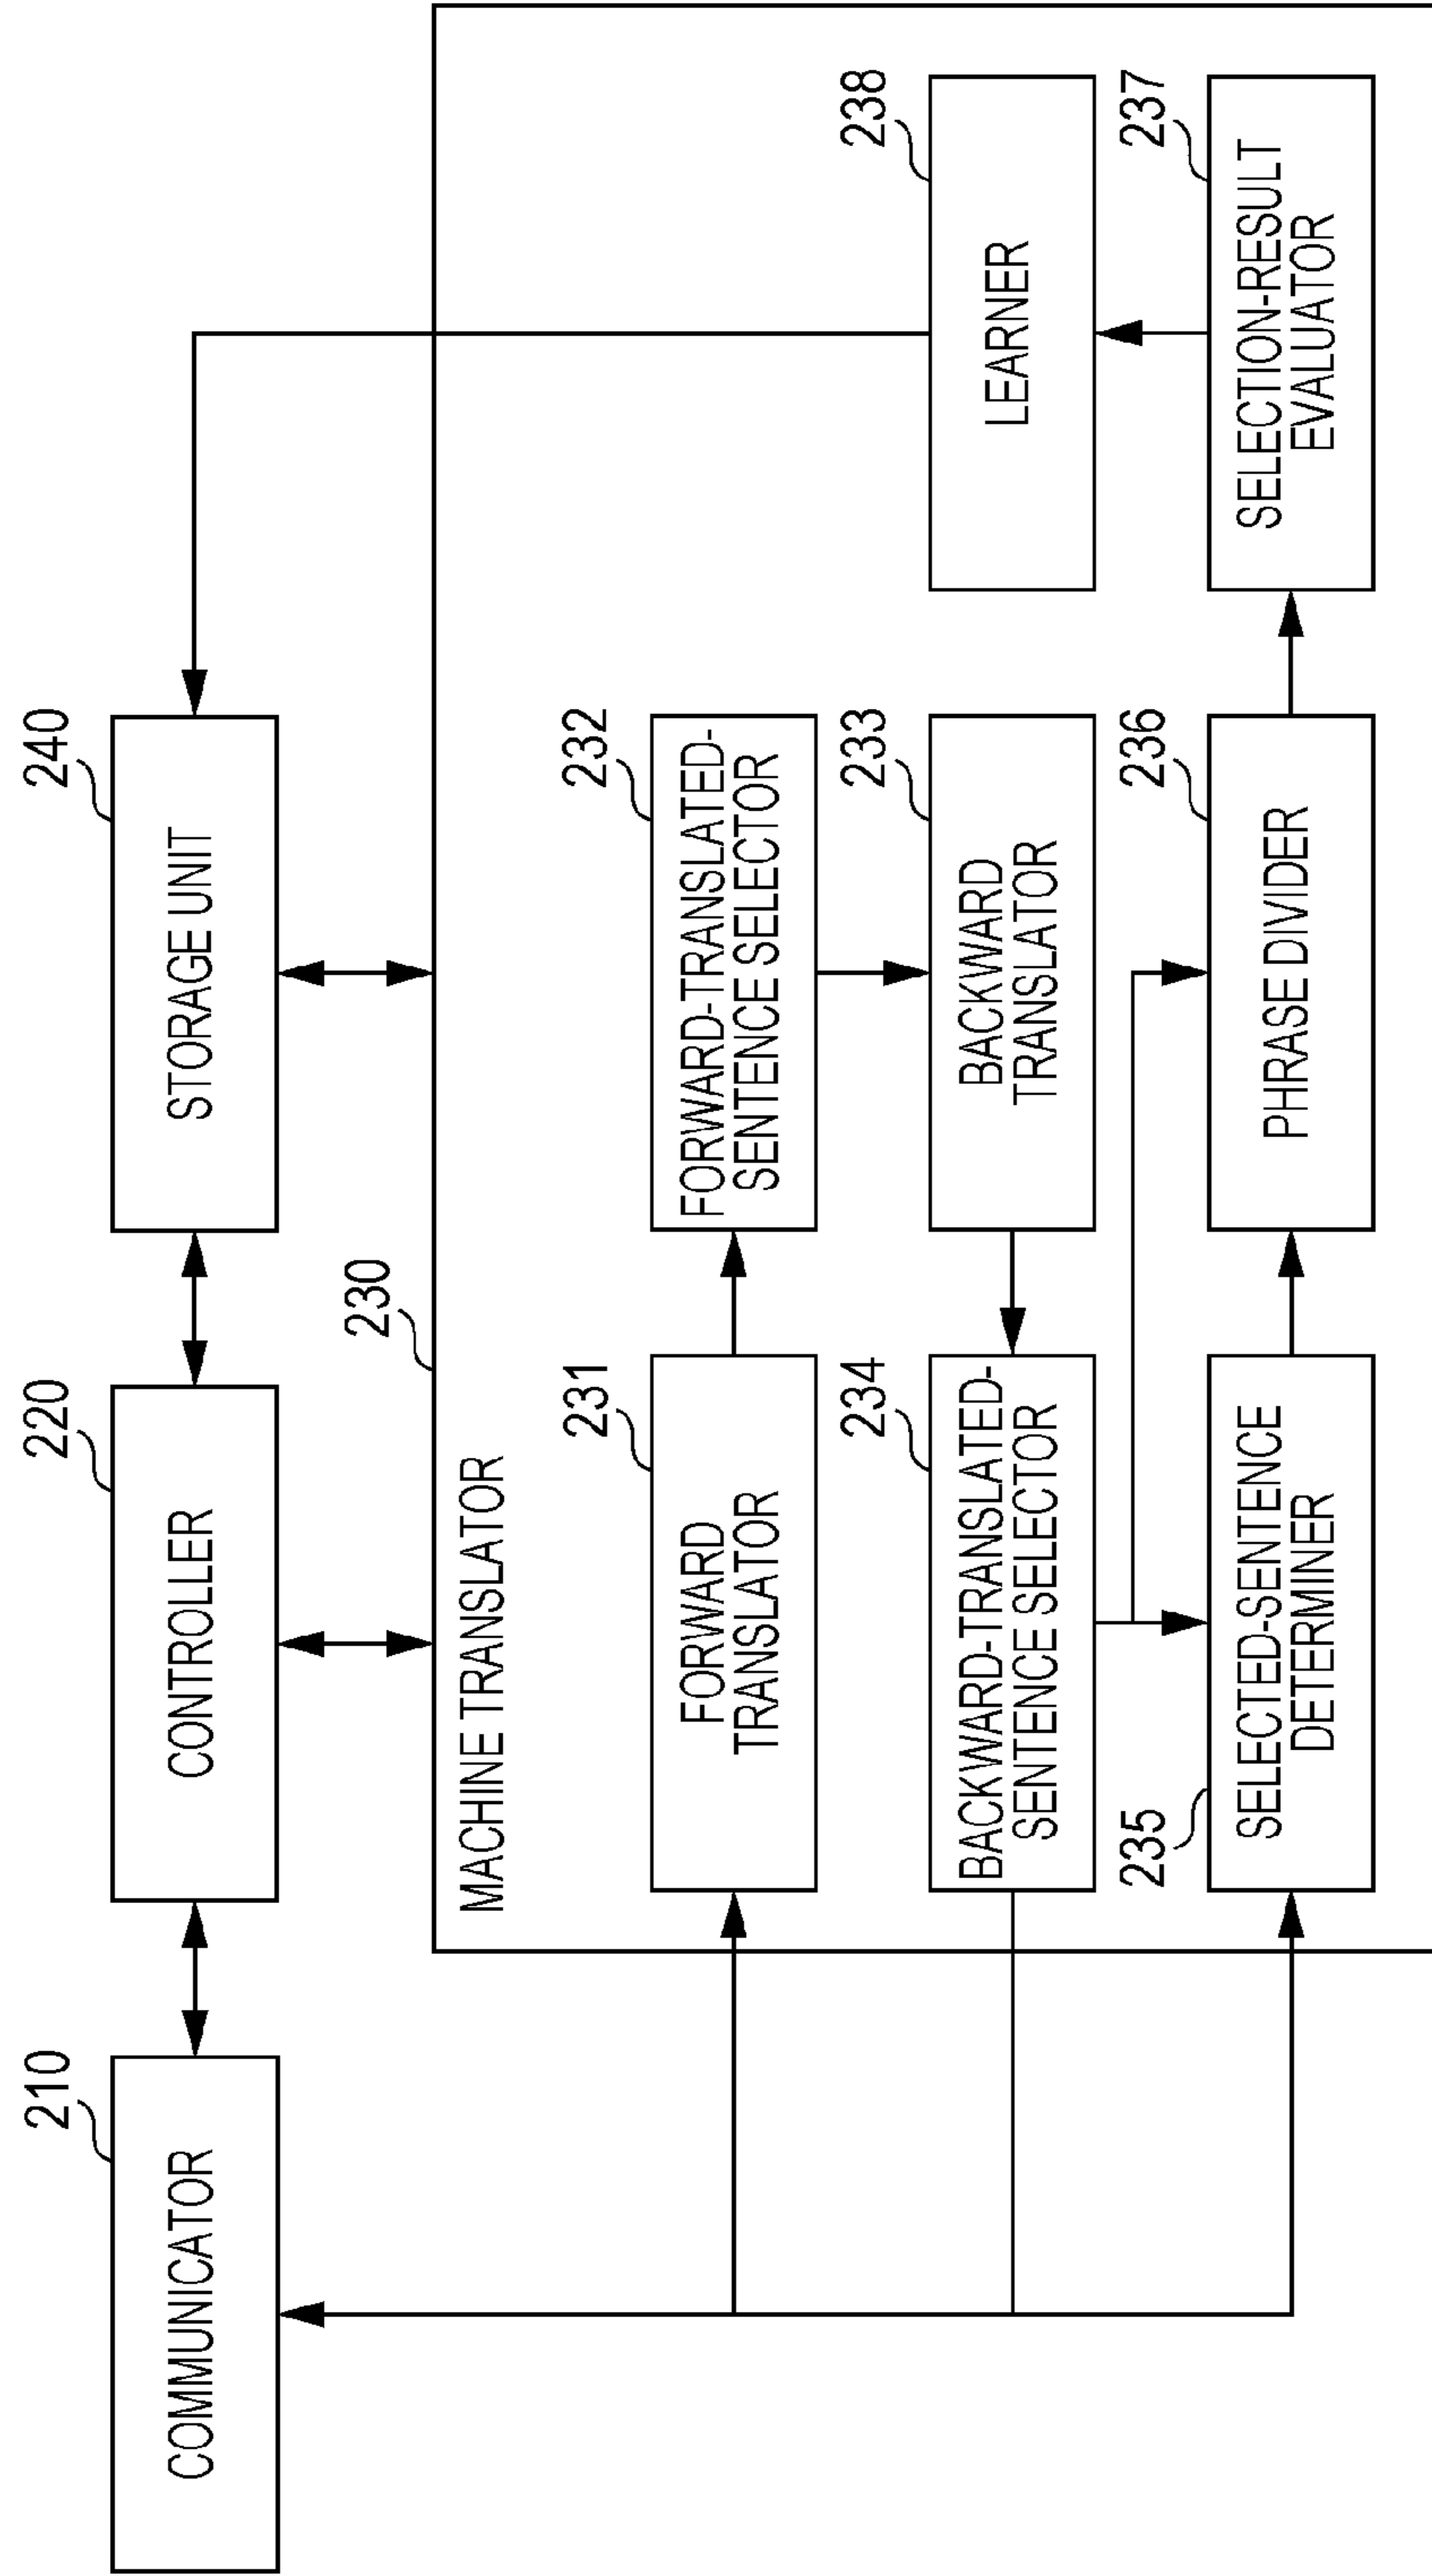 210
COMMUNICATOR
220
CONTROLLER
240
STORAGE UNIT
230
MACHINE TRANSLATOR
231
FORWARD
TRANSLATOR
232
FORWARD-TRANSLATED-
SENTENCE SELECTOR
234
BACKWARD-TRANSLATED-
SENTENCE SELECTOR
233
BACKWARD
TRANSLATOR
238
LEARNER
235
SELECTED-SENTENCE
DETERMINER
236
PHRASE DIVIDER
237
SELECTION-RESULT
EVALUATOR